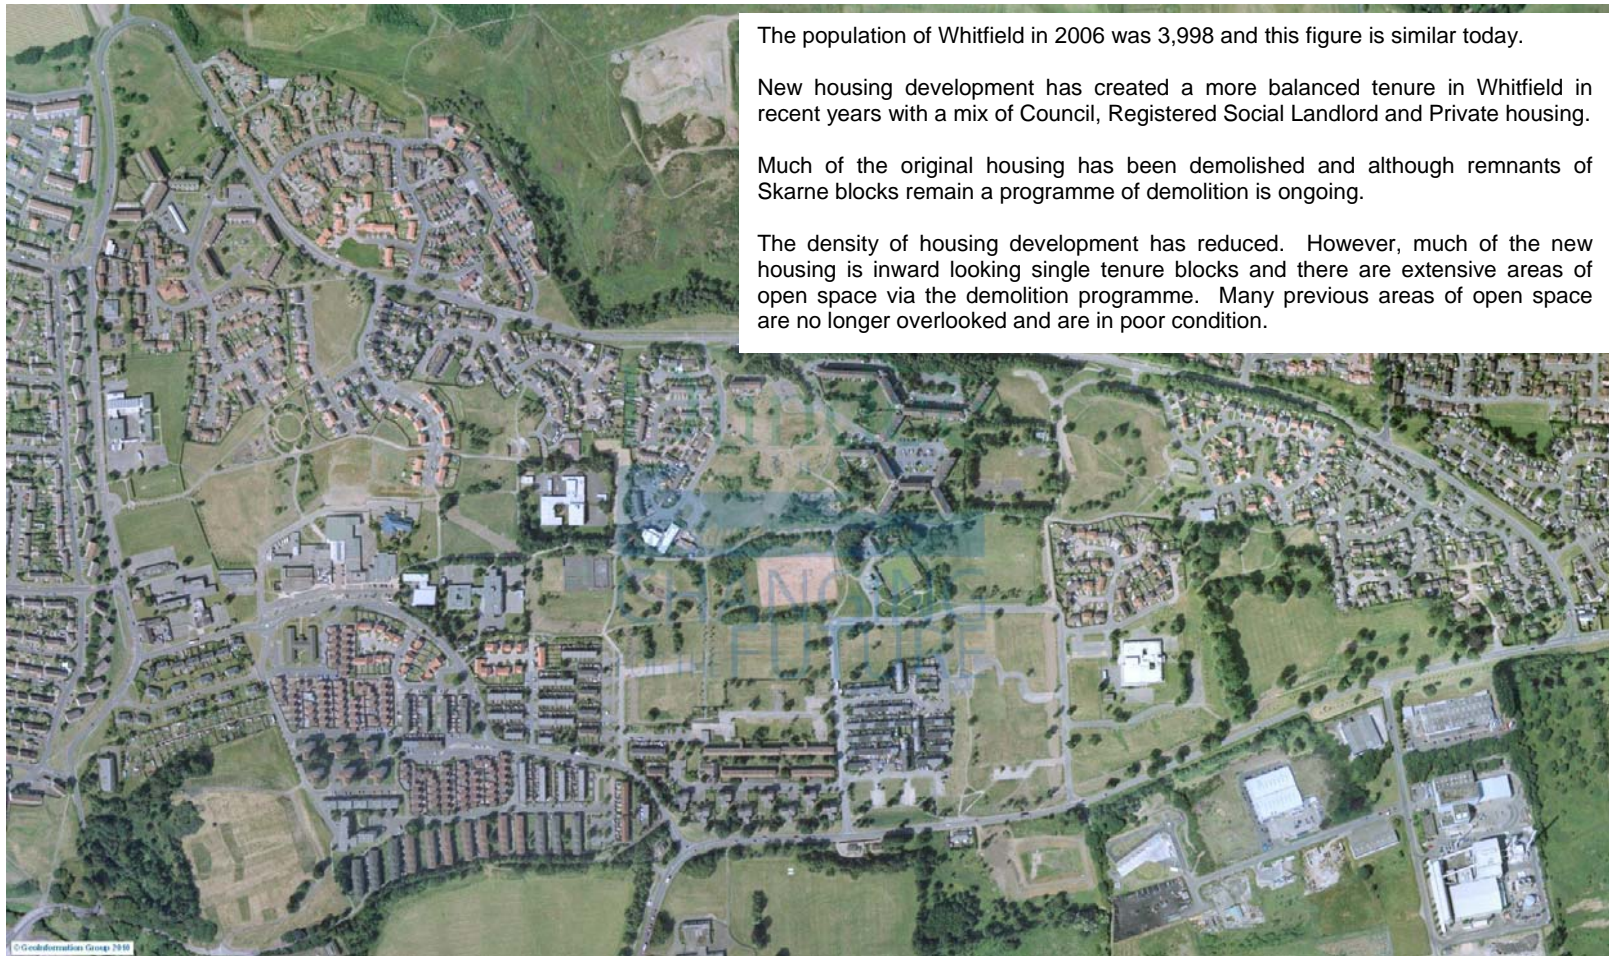 The population of Whitfield in 2006 was 3,998 and this figure is similar today.
New housing development has created a more balanced tenure in Whitfield in
recent years with a mix of Council, Registered Social Landlord and Private housing.
Much of the original housing has been demolished and although remnants of
Skarne blocks remain a programme of demolition is ongoing.
The density of housing development has reduced.  However, much of the new
housing is inward looking single tenure blocks and there are extensive areas of
open space via the demolition programme.  Many previous areas of open space
are no longer overlooked and are in poor condition.
CHANGING
FUTURE
©GeoInformation Group 2010